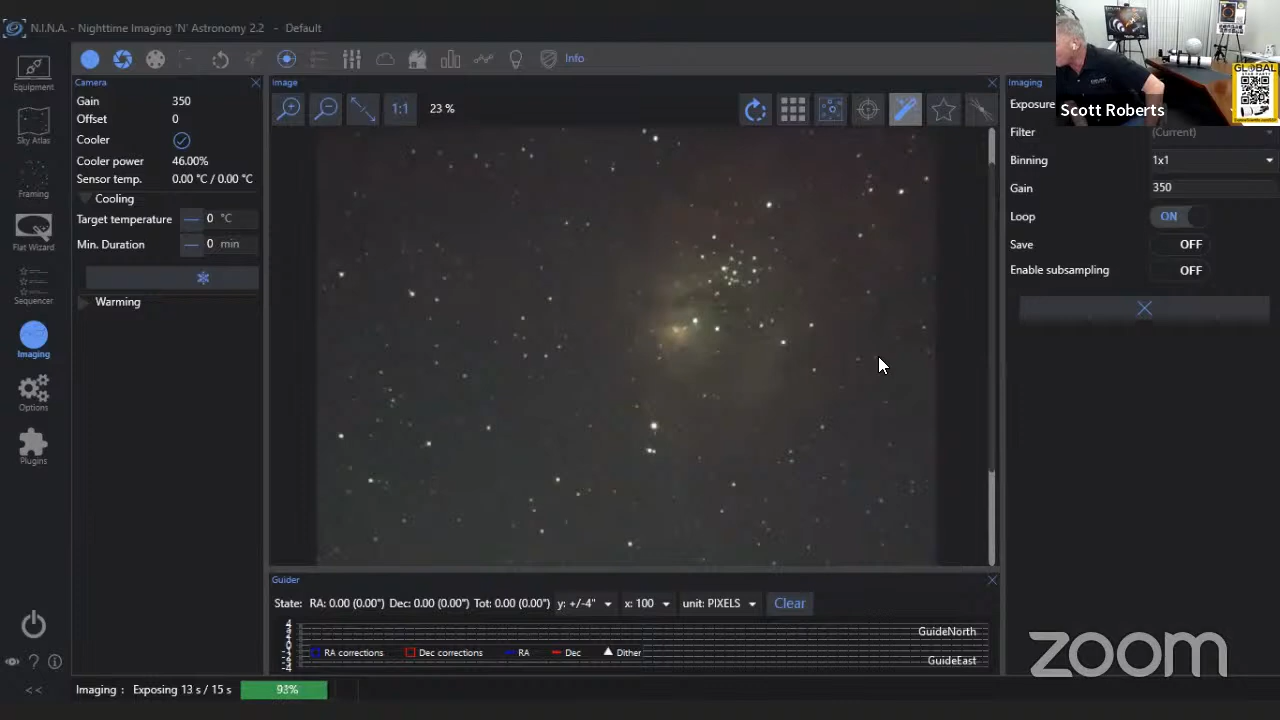 N.I.N.A. - Nighttime Imaging 'N' Astronomy 2.2 - Default
Equipment
Sky Atlas
Framing
Flat Wizard
Sequencer
Imaging
Options
Plugins
<<
Info
Camera
Gain 350
Offset 0
Cooler
Cooler power 46.00%
Sensor temp. 0.00 °C / 0.00 °C
Cooling
Target temperature 0 °C
Min. Duration 0 min
Warming
Image
1:1 23 %
Imaging
Exposure
Filter (Current)
Binning 1x1
Gain 350
Loop ON
Save OFF
Enable subsampling OFF
Scott Roberts
GLOBAL
STAR PARTY
Guider
State: RA: 0.00 (0.00") Dec: 0.00 (0.00") Tot: 0.00 (0.00") y: +/-4" x: 100 unit: PIXELS Clear
GuideNorth
RA corrections Dec corrections RA Dec Dither
GuideEast
Imaging : Exposing 13 s / 15 s 93%
zoom